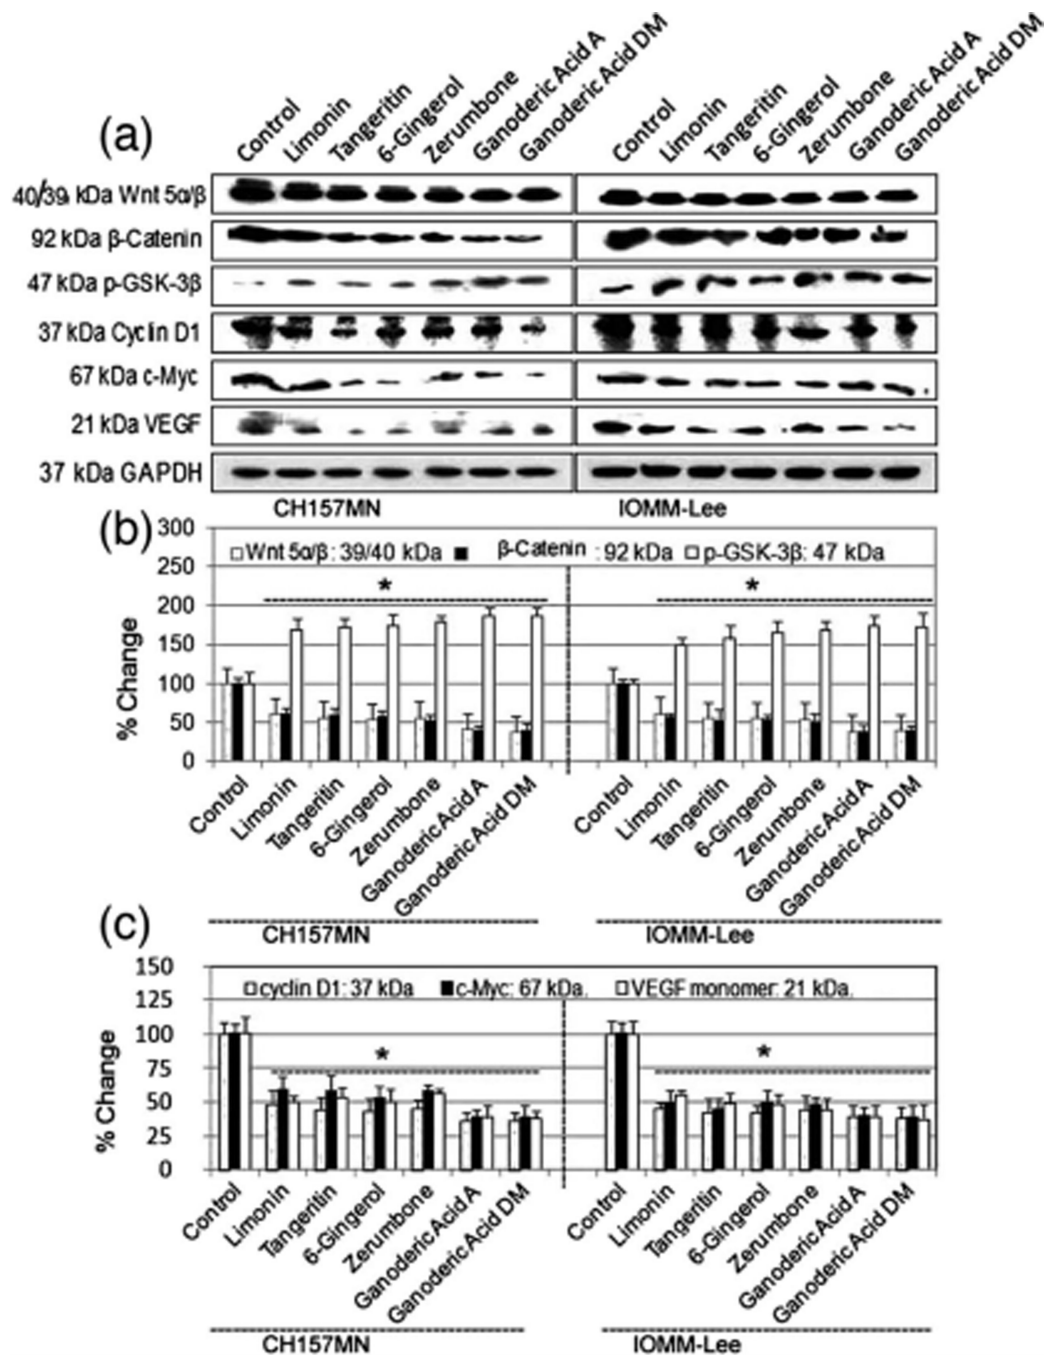 (a)
Control Limonin Tangeritin 6-Gingerol Zerumbone Ganoderic Acid A Ganoderic Acid DM Control Limonin Tangeritin 6-Gingerol Zerumbone Ganoderic Acid A Ganoderic Acid DM
40/39 kDa Wnt 5α/β
92 kDa β-Catenin
47 kDa p-GSK-3β
37 kDa Cyclin D1
67 kDa c-Myc
21 kDa VEGF
37 kDa GAPDH
CH157MN IOMM-Lee
(b)
% Change
300
250
200
150
100
50
0
Wnt 5α/β: 39/40 kDa β-Catenin : 92 kDa p-GSK-3β: 47 kDa
* *
Control Limonin Tangeritin 6-Gingerol Zerumbone Ganoderic Acid A Ganoderic Acid DM Control Limonin Tangeritin 6-Gingerol Zerumbone Ganoderic Acid A Ganoderic Acid DM
CH157MN IOMM-Lee
(c)
% Change
150
125
100
75
50
25
0
cyclin D1: 37 kDa c-Myc: 67 kDa. VEGF monomer: 21 kDa.
* *
Control Limonin Tangeritin 6-Gingerol Zerumbone Ganoderic Acid A Ganoderic Acid DM Control Limonin Tangeritin 6-Gingerol Zerumbone Ganoderic Acid A Ganoderic Acid DM
CH157MN IOMM-Lee